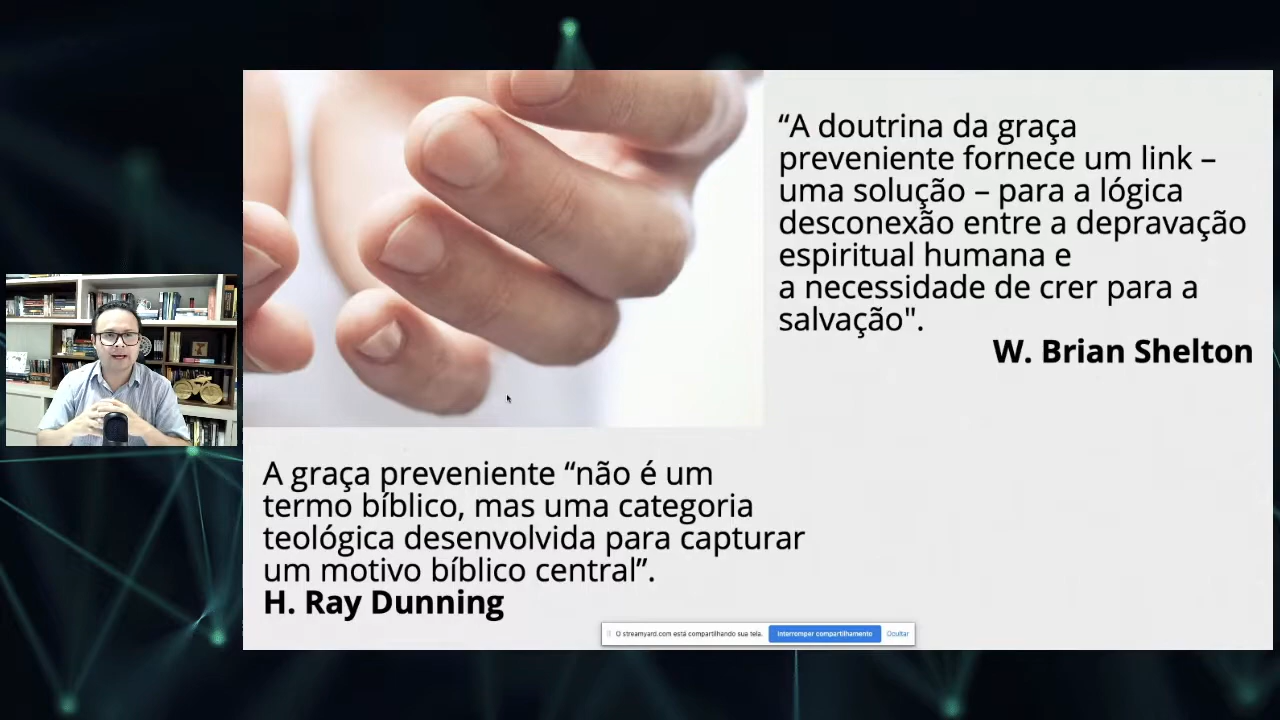 “A doutrina da graça
preveniente fornece um link –
uma solução – para a lógica
desconexão entre a depravação
espiritual humana e
a necessidade de crer para a
salvação".
W. Brian Shelton
A graça preveniente “não é um
termo bíblico, mas uma categoria
teológica desenvolvida para capturar
um motivo bíblico central”.
H. Ray Dunning
O streamyard.com está compartilhando sua tela.
Interromper compartilhamento
Ocultar